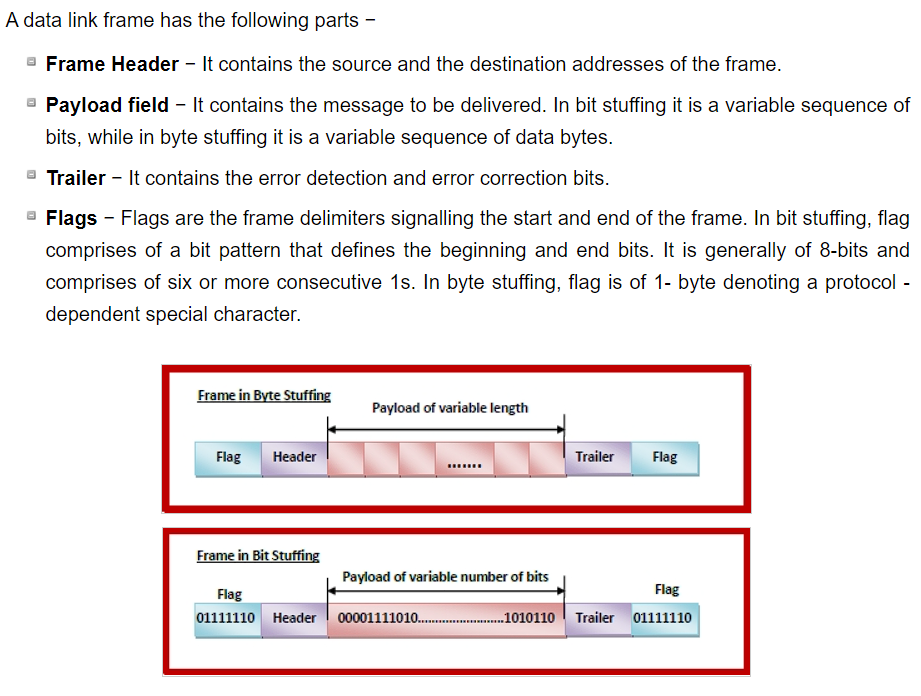 A data link frame has the following parts −
Frame Header − It contains the source and the destination addresses of the frame.
Payload field − It contains the message to be delivered. In bit stuffing it is a variable sequence of
bits, while in byte stuffing it is a variable sequence of data bytes.
Trailer − It contains the error detection and error correction bits.
Flags − Flags are the frame delimiters signalling the start and end of the frame. In bit stuffing, flag
comprises of a bit pattern that defines the beginning and end bits. It is generally of 8-bits and
comprises of six or more consecutive 1s. In byte stuffing, flag is of 1- byte denoting a protocol -
dependent special character.
Frame in Byte Stuffing
Payload of variable length
Flag Header ....... Trailer Flag
Frame in Bit Stuffing
Payload of variable number of bits
Flag Flag
01111110 Header 00001111010..........................1010110 Trailer 01111110